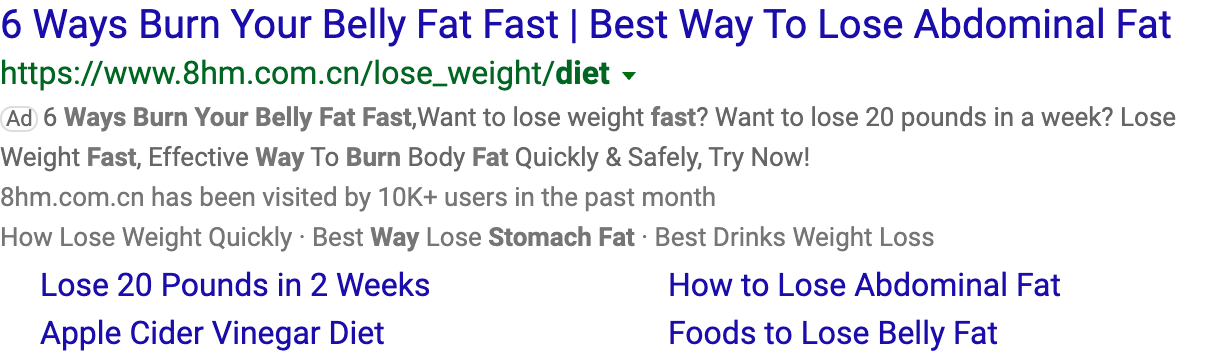 6 Ways Burn Your Belly Fat Fast | Best Way To Lose Abdominal Fat
https://www.8hm.com.cn/lose_weight/diet
Ad 6 Ways Burn Your Belly Fat Fast,Want to lose weight fast? Want to lose 20 pounds in a week? Lose
Weight Fast, Effective Way To Burn Body Fat Quickly & Safely, Try Now!
8hm.com.cn has been visited by 10K+ users in the past month
How Lose Weight Quickly · Best Way Lose Stomach Fat · Best Drinks Weight Loss
Lose 20 Pounds in 2 Weeks
How to Lose Abdominal Fat
Apple Cider Vinegar Diet
Foods to Lose Belly Fat